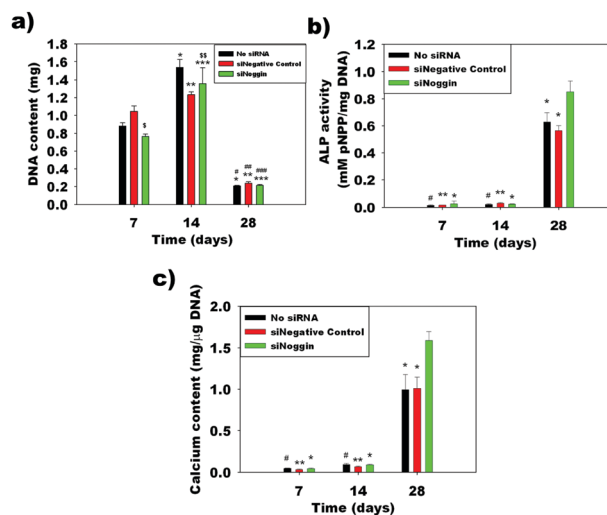 a)
DNA content (mg)
1.8
1.6
1.4
1.2
1.0
0.8
0.6
0.4
0.2
0.0
No siRNA
siNegative Control
siNoggin
$
*
**
$$
***
#
*
##
**
###
***
7 14 28
Time (days)
b)
ALP activity
(mM pNPP/mg DNA)
1.2
1.0
0.8
0.6
0.4
0.2
0.0
No siRNA
siNegative Control
siNoggin
# ** * # ** * * *
7 14 28
Time (days)
c)
Calcium content (mg/µg DNA)
2.0
1.5
1.0
0.5
0.0
No siRNA
siNegative Control
siNoggin
# ** * # ** * * *
7 14 28
Time (days)